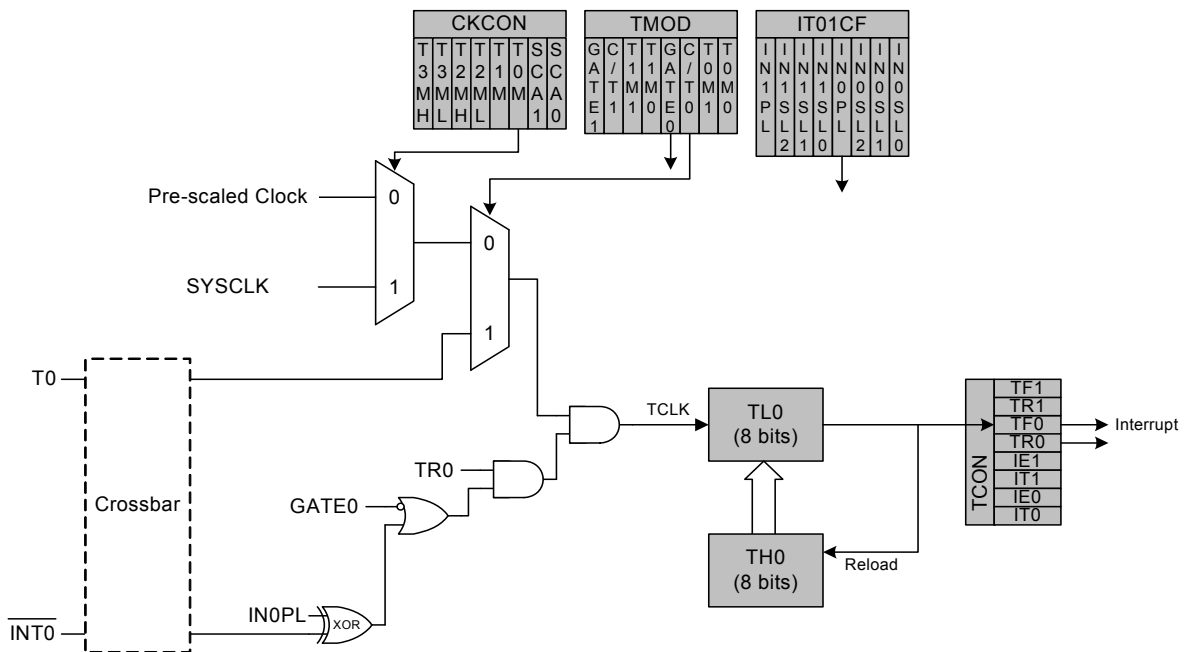 CKCON
T3MH T3ML T2MH T2ML T1M T0M SCA1 SCA0
TMOD
GATE1 C/T1 T1M1 T1M0 GATE0 C/T0 T0M1 T0M0
IT01CF
IN1PL IN1SL2 IN1SL1 IN1SL0 IN0PL IN0SL2 IN0SL1 IN0SL0
Pre-scaled Clock
0
0
SYSCLK
1
1
T0
Crossbar
TCLK
TL0
(8 bits)
TCON
TF1
TR1
TF0
TR0
IE1
IT1
IE0
IT0
Interrupt
TR0
GATE0
TH0
(8 bits)
Reload
IN0PL
XOR
INT0